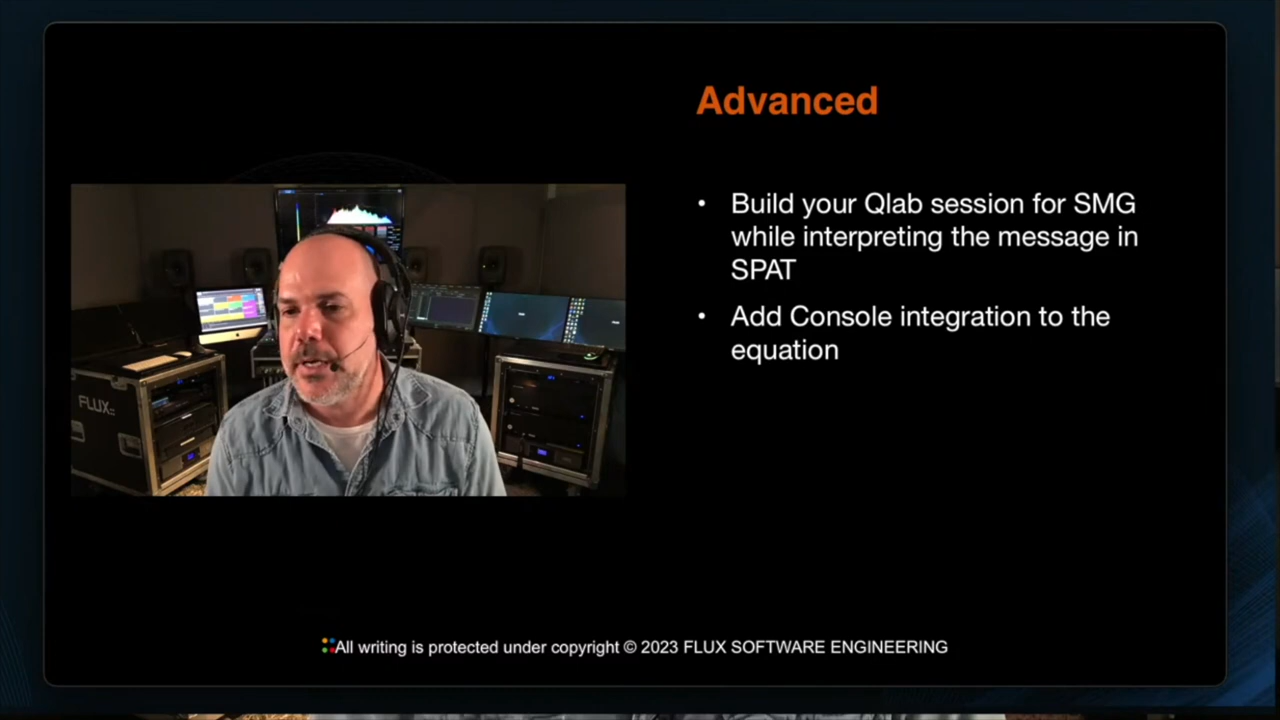 Advanced
• Build your Qlab session for SMG
while interpreting the message in
SPAT
• Add Console integration to the
equation
FLUX::
All writing is protected under copyright © 2023 FLUX SOFTWARE ENGINEERING